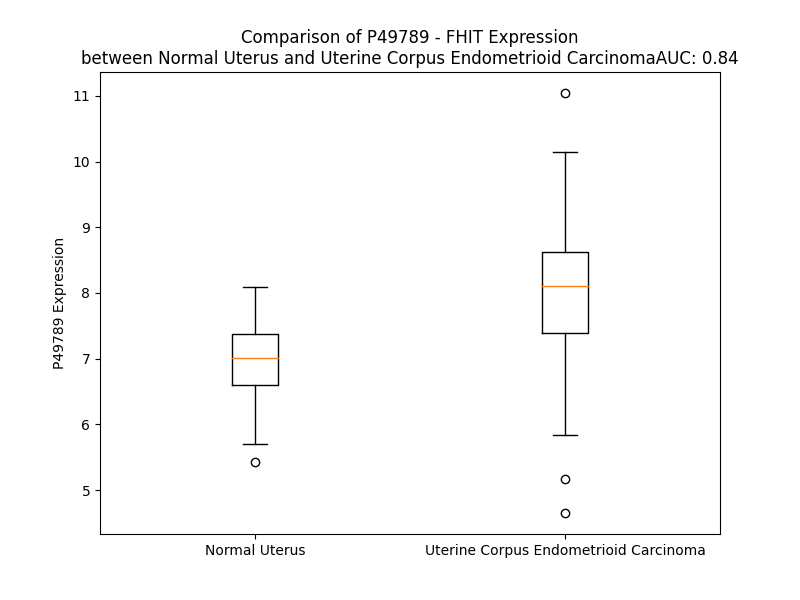 Comparison of P49789 - FHIT Expression
between Normal Uterus and Uterine Corpus Endometrioid CarcinomaAUC: 0.84
P49789 Expression
11
10
9
8
7
6
5
Normal Uterus
Uterine Corpus Endometrioid Carcinoma